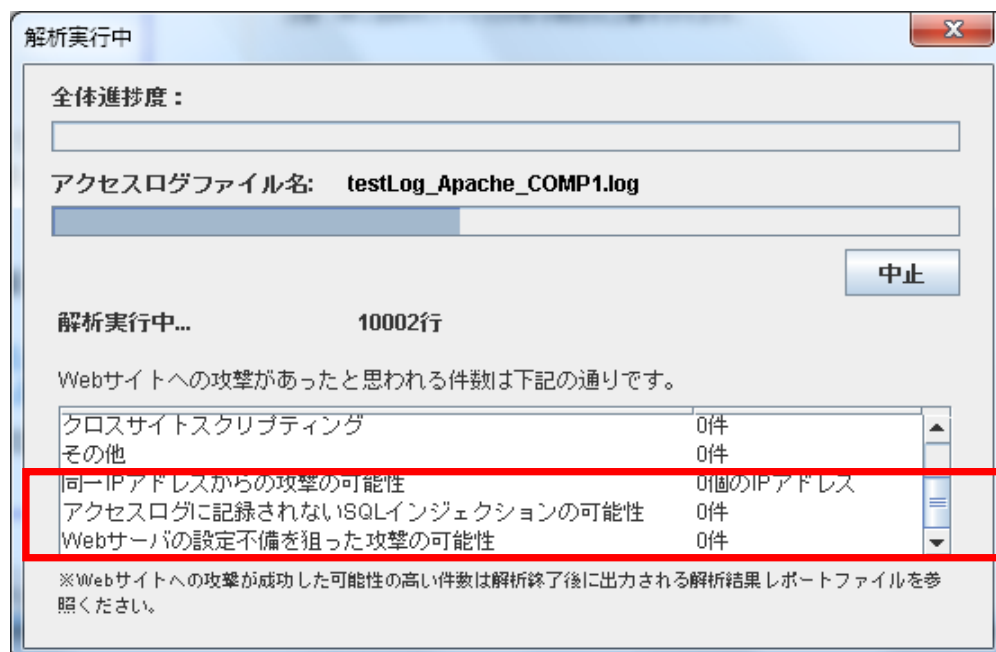 解析実行中
全体進捗度：
アクセスログファイル名: testLog_Apache_COMP1.log
中止
解析実行中... 10002行
Webサイトへの攻撃があったと思われる件数は下記の通りです。
クロスサイトスクリプティング 0件
その他 0件
同一IPアドレスからの攻撃の可能性 0個のIPアドレス
アクセスログに記録されないSQLインジェクションの可能性 0件
Webサーバの設定不備を狙った攻撃の可能性 0件
※Webサイトへの攻撃が成功した可能性の高い件数は解析終了後に出力される解析結果レポートファイルを参
照ください。